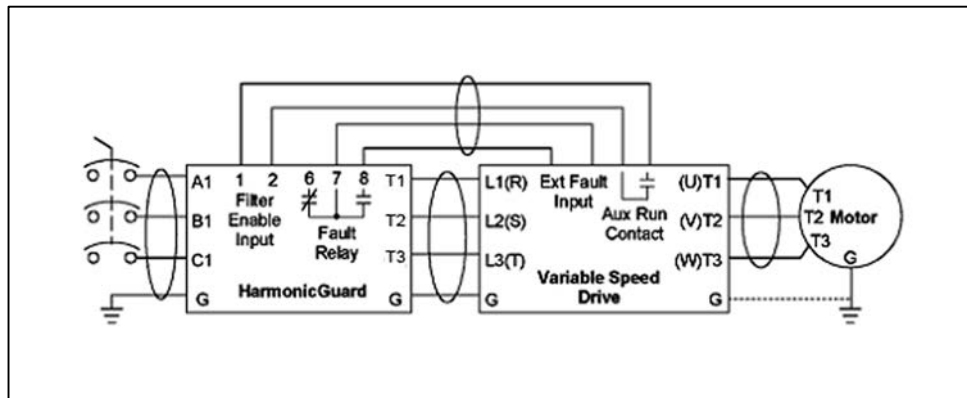 A1 1 2 6 7 8 T1
Filter
Enable
Input
Fault
Relay
B1 T2
C1 T3
HarmonicGuard
G G
L1(R) Ext Fault
Input
Aux Run
Contact
(U)T1
L2(S) (V)T2
L3(T) (W)T3
Variable Speed
Drive
G G
T1
T2 Motor
T3
G